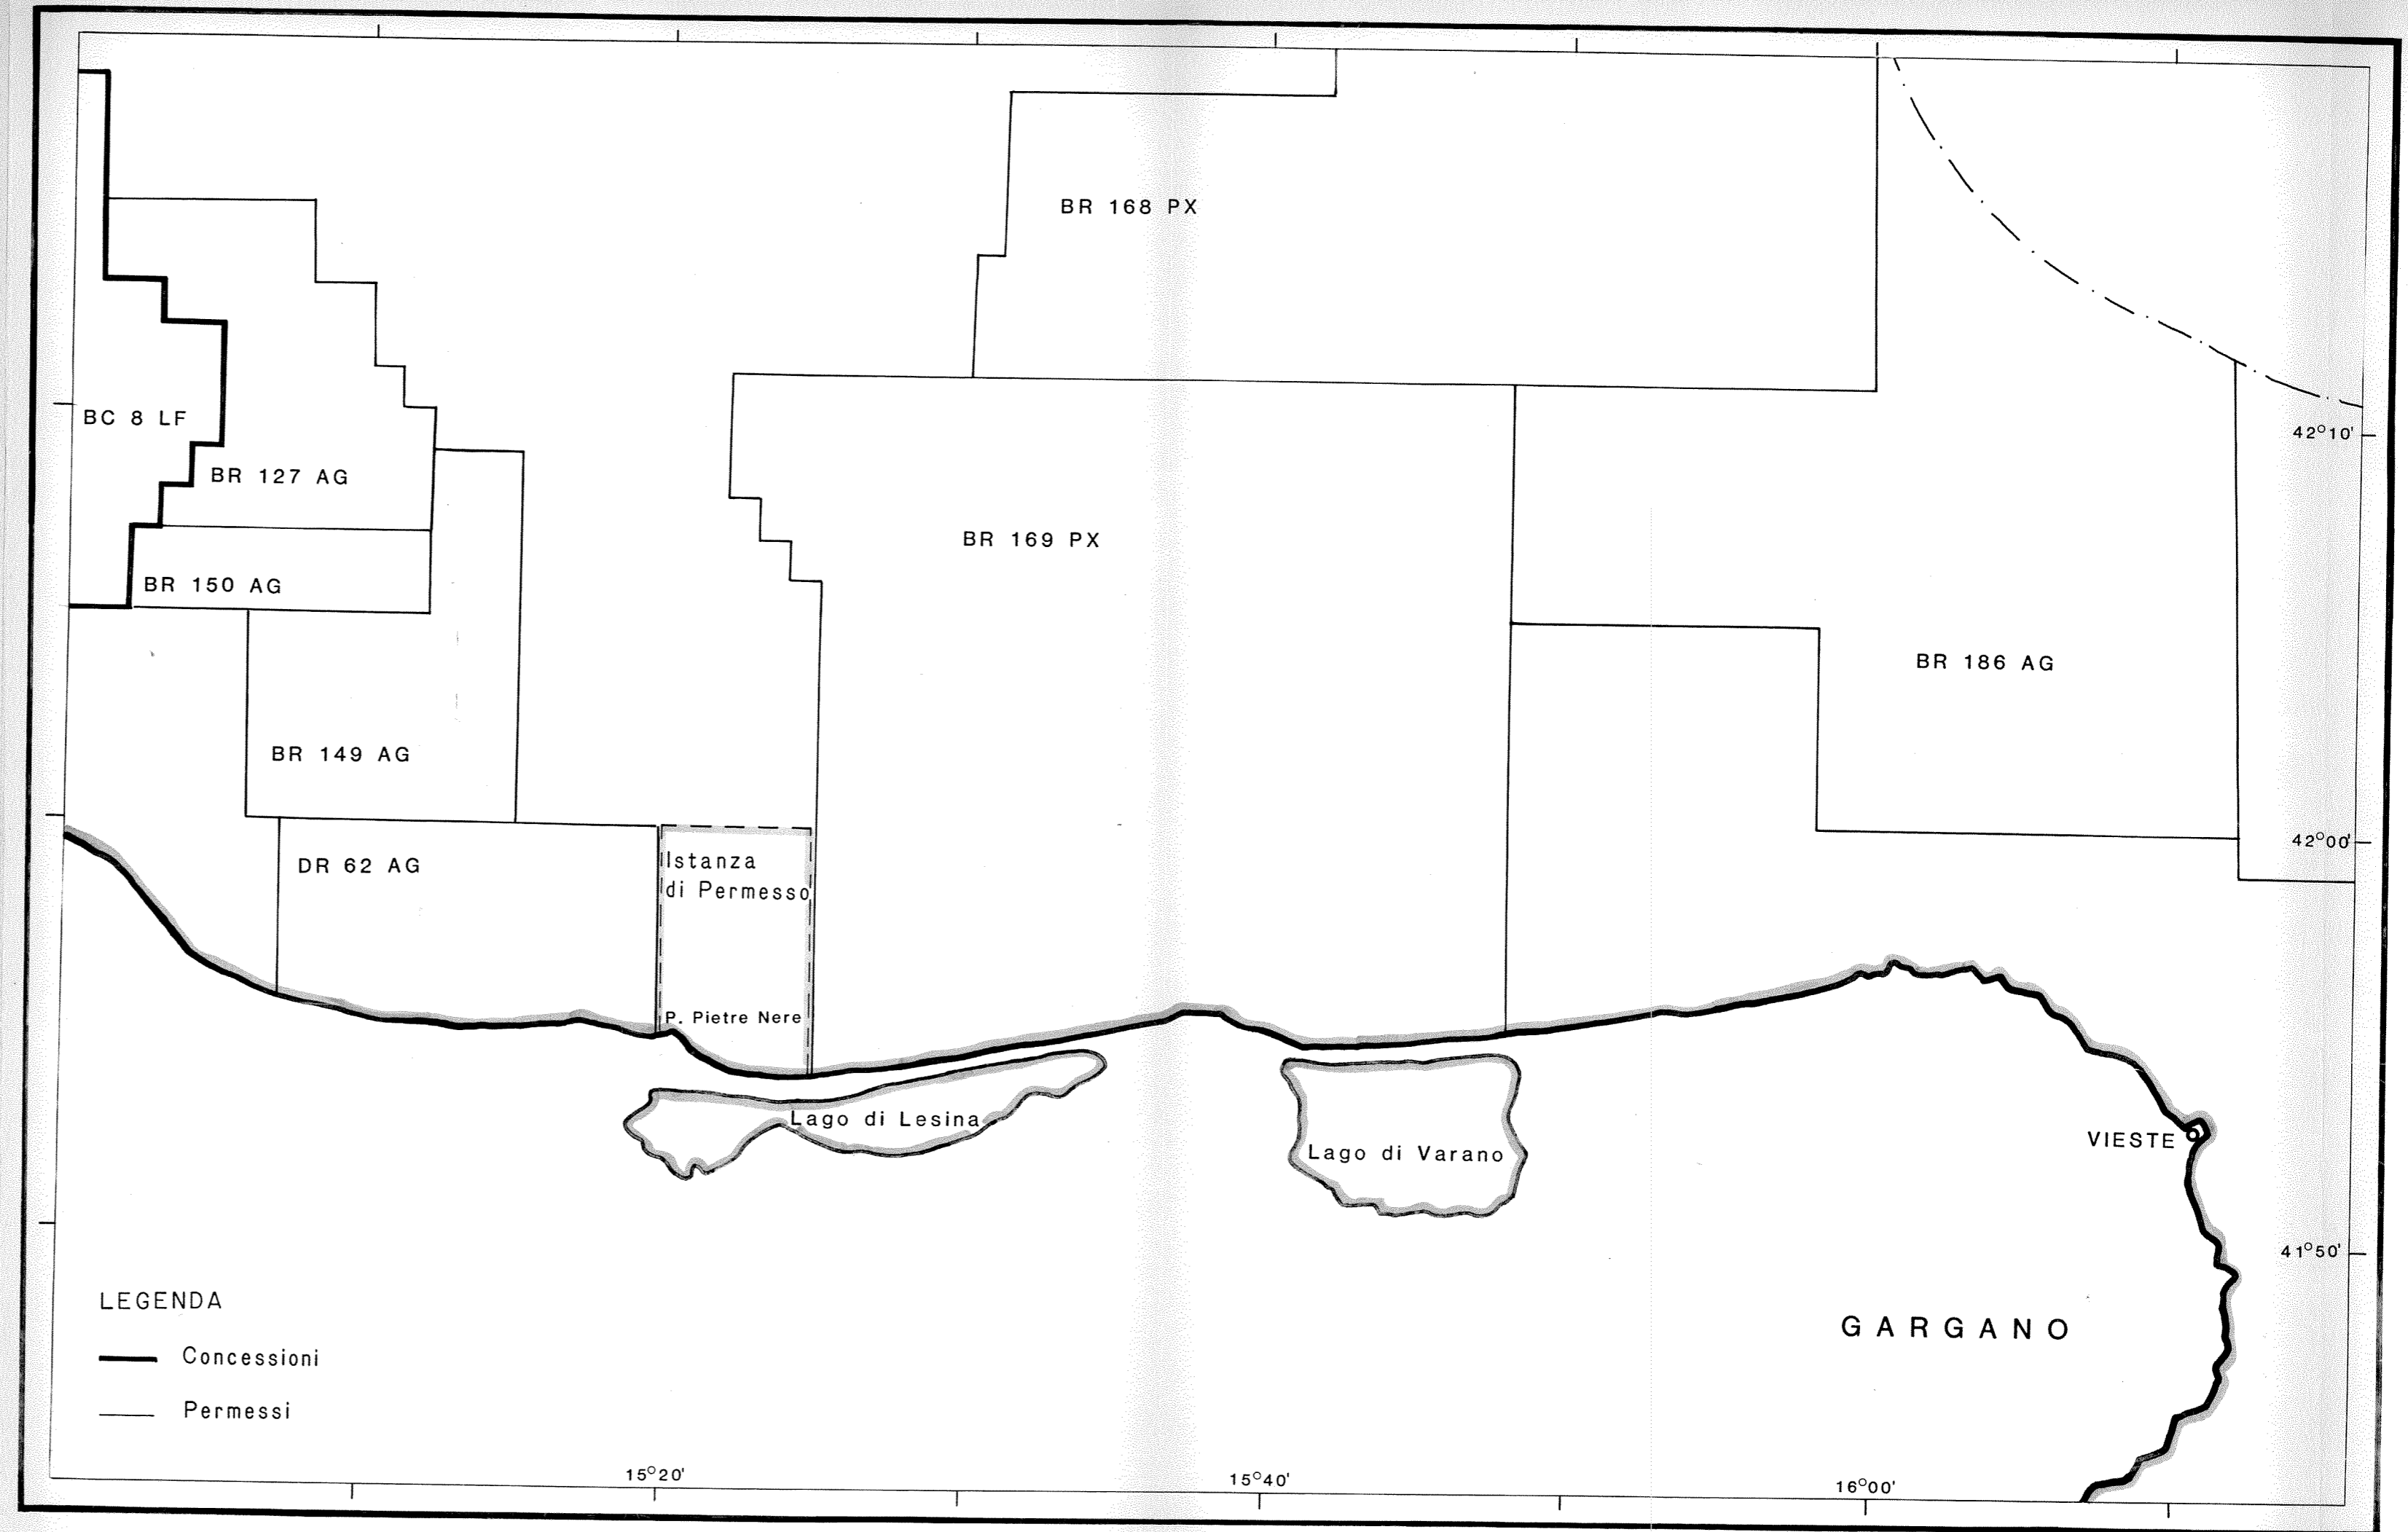 BR 168 PX
BC 8 LF
42°10'
BR 127 AG
BR 169 PX
BR 150 AG
BR 186 AG
BR 149 AG
42°00'
DR 62 AG
Istanza
di Permesso
P. Pietre Nere
Lago di Lesina
Lago di Varano
VIESTE
41°50'
LEGENDA
Concessioni
Permessi
GARGANO
15°20'
15°40'
16°00'